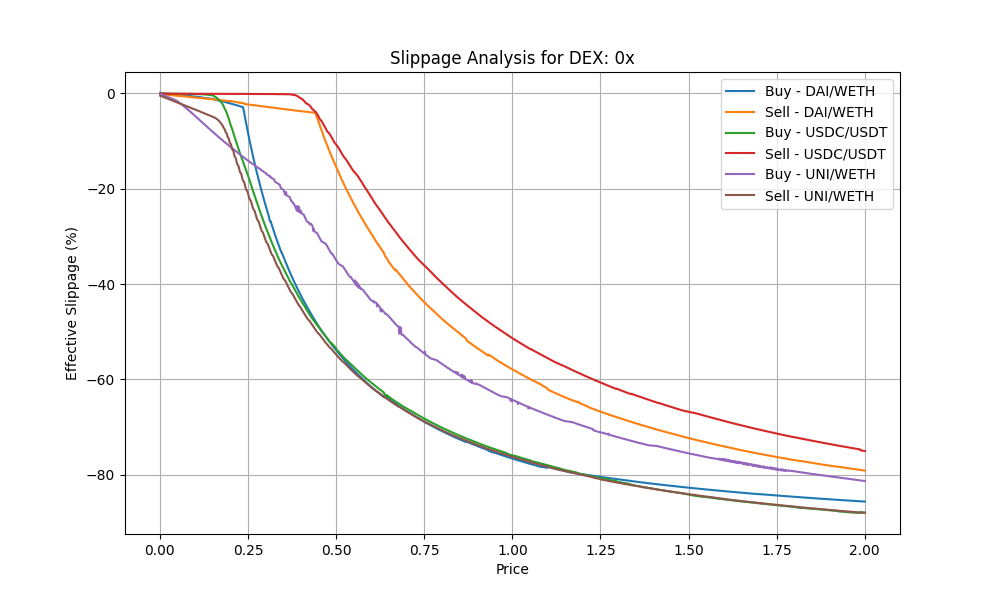 Slippage Analysis for DEX: 0x
Effective Slippage (%)
0
−20
−40
−60
−80
Buy - DAI/WETH
Sell - DAI/WETH
Buy - USDC/USDT
Sell - USDC/USDT
Buy - UNI/WETH
Sell - UNI/WETH
0.00 0.25 0.50 0.75 1.00 1.25 1.50 1.75 2.00
Price